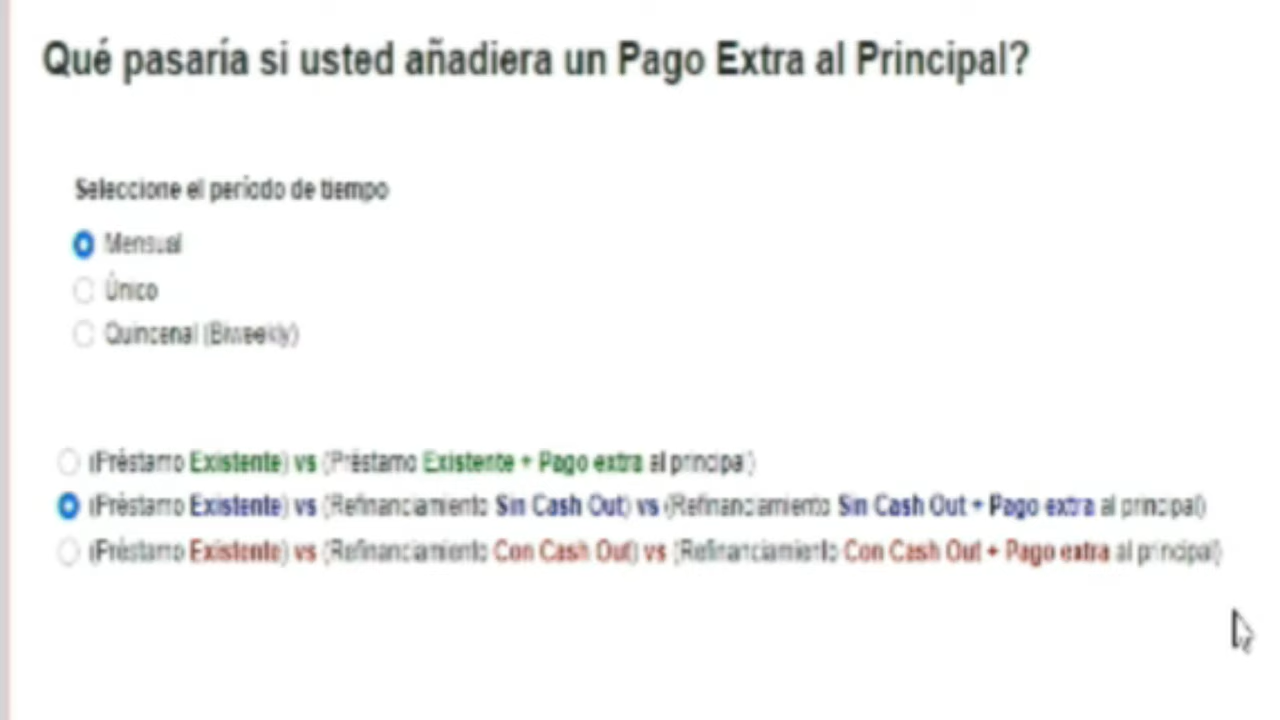 Qué pasaría si usted añadiera un Pago Extra al Principal?
Seleccione el período de tiempo
Mensual
Único
Quincenal (Biweekly)
(Préstamo Existente) vs (Préstamo Existente + Pago extra al principal)
(Préstamo Existente) vs (Refinanciamiento Sin Cash Out) vs (Refinanciamiento Sin Cash Out + Pago extra al principal)
(Préstamo Existente) vs (Refinanciamiento Con Cash Out) vs (Refinanciamiento Con Cash Out + Pago extra al principal)